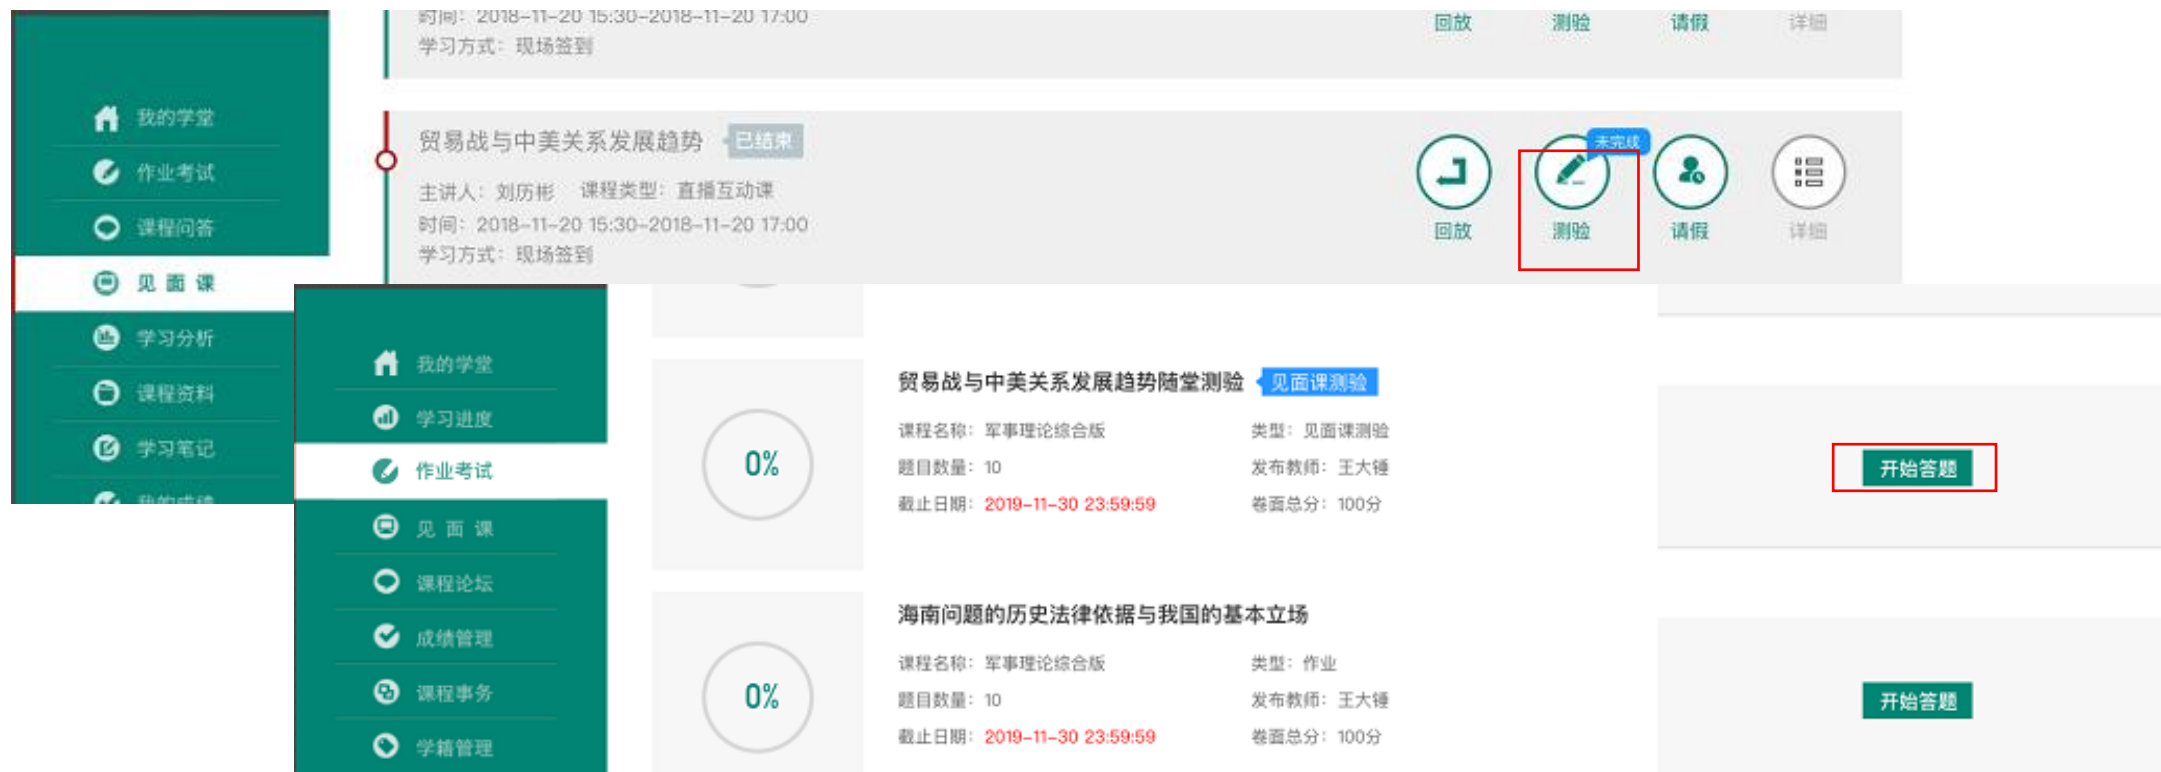 时间：2018-11-20 15:30-2018-11-20 17:00
学习方式：现场签到
回放 测验 请假 详细
我的学堂
作业考试
课程问答
见 面 课
学习分析
课程资料
学习笔记
我的成绩
贸易战与中美关系发展趋势 已结束
主讲人：刘历彬 课程类型：直播互动课
时间：2018-11-20 15:30-2018-11-20 17:00
学习方式：现场签到
未完成
回放 测验 请假 详细
我的学堂
学习进度
作业考试
见 面 课
课程论坛
成绩管理
课程事务
学籍管理
0%
贸易战与中美关系发展趋势随堂测验 见面课测验
课程名称：军事理论综合版 类型：见面课测验
题目数量：10 发布教师：王大锤
截止日期：2019-11-30 23:59:59 卷面总分：100分
开始答题
0%
海南问题的历史法律依据与我国的基本立场
课程名称：军事理论综合版 类型：作业
题目数量：10 发布教师：王大锤
截止日期：2019-11-30 23:59:59 卷面总分：100分
开始答题